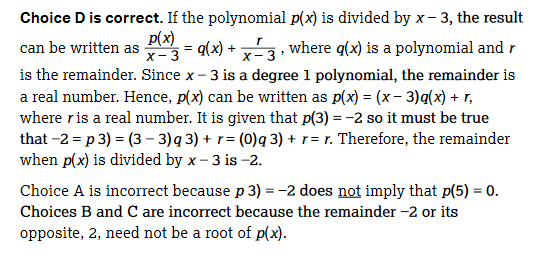 Choice D is correct. If the polynomial p(x) is divided by x – 3, the result
can be written as p(x)/(x – 3) = q(x) + r/(x – 3), where q(x) is a polynomial and r
is the remainder. Since x – 3 is a degree 1 polynomial, the remainder is
a real number. Hence, p(x) can be written as p(x) = (x – 3)q(x) + r,
where r is a real number. It is given that p(3) = –2 so it must be true
that –2 = p 3) = (3 – 3)q 3) + r = (0)q 3) + r = r. Therefore, the remainder
when p(x) is divided by x – 3 is –2.
Choice A is incorrect because p 3) = –2 does not imply that p(5) = 0.
Choices B and C are incorrect because the remainder –2 or its
opposite, 2, need not be a root of p(x).